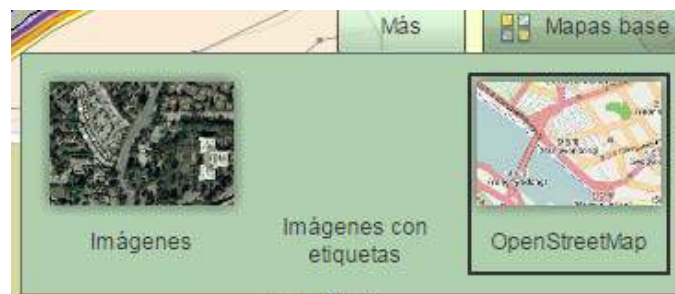 Más
Mapas base
Imágenes
Imágenes con
etiquetas
OpenStreetMap